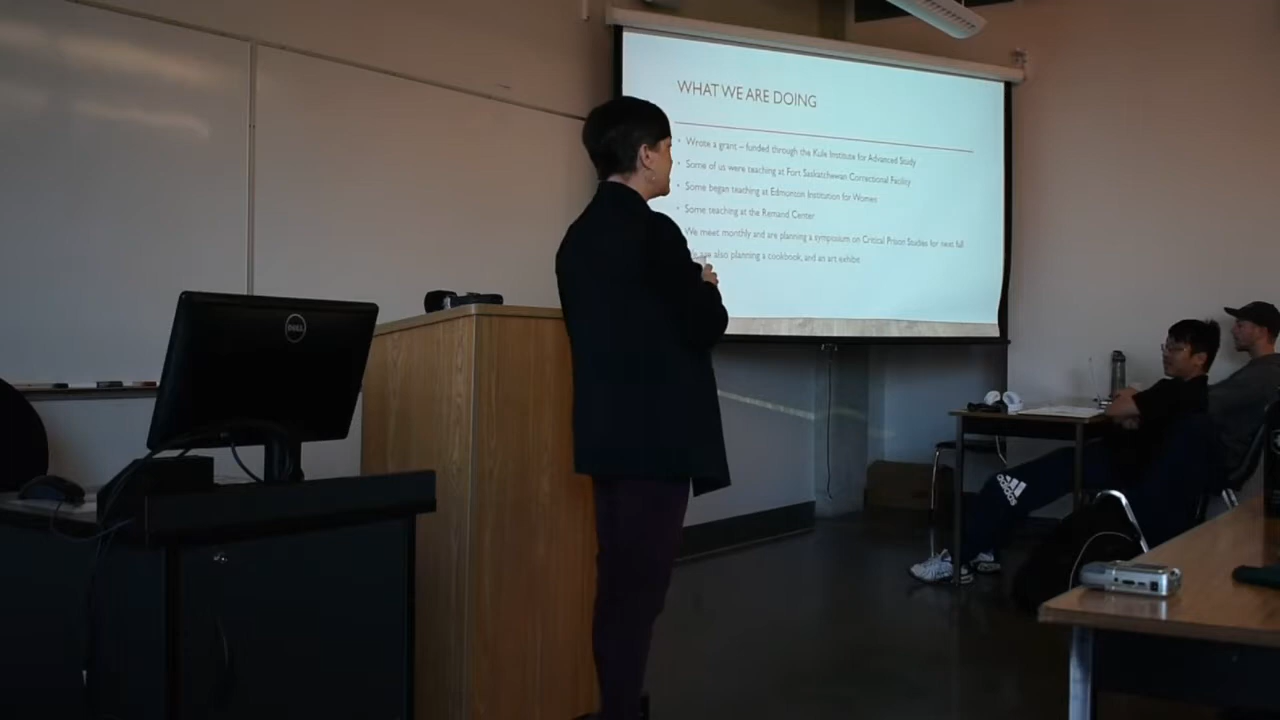 WHAT WE ARE DOING
Wrote a grant – funded through the Kule Institute for Advanced Study
Some of us were teaching at Fort Saskatchewan Correctional Facility
Some began teaching at Edmonton Institution for Women
Some teaching at the Remand Center
We meet monthly and are planning a symposium on Critical Prison Studies for next fall
are also planning a cookbook, and an art exhibit
DELL
adidas